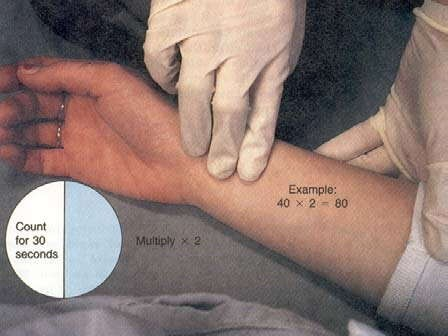 Example:
40 × 2 = 80
Count
for 30
seconds
Multiply × 2